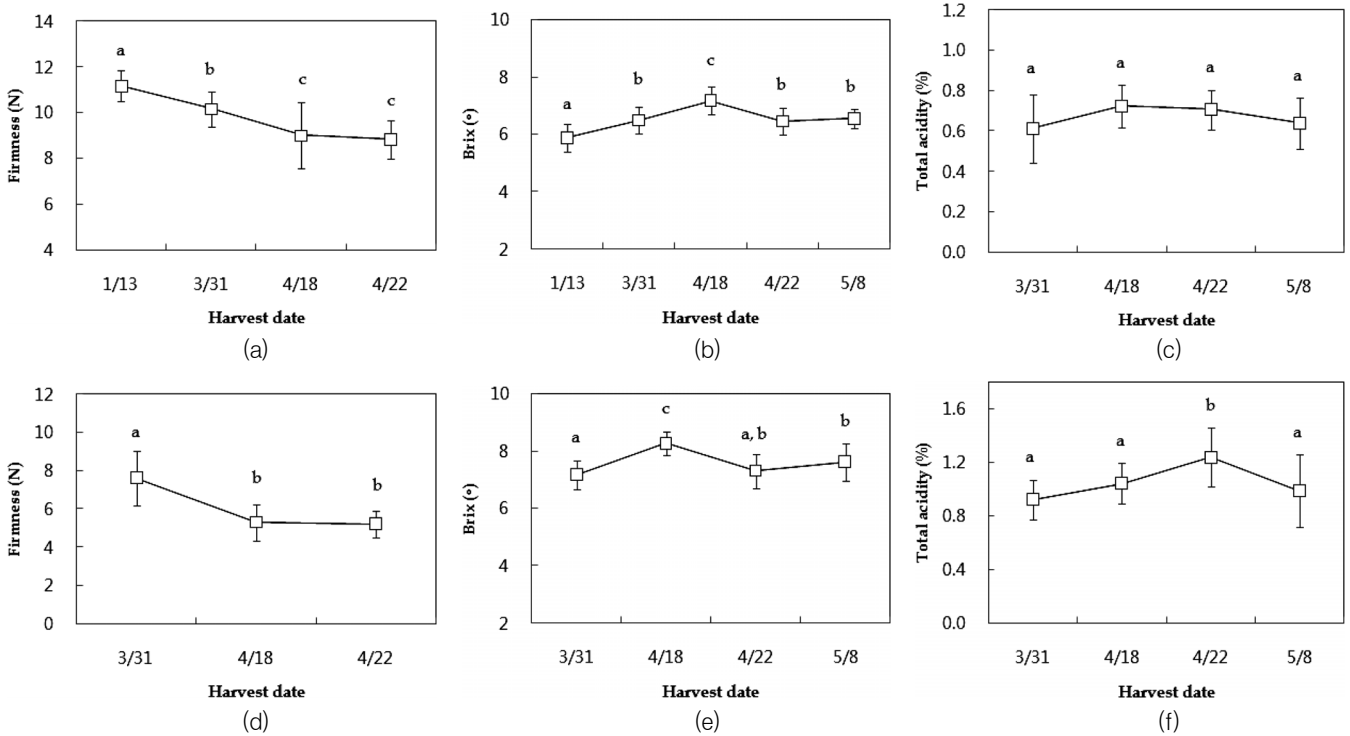 Firmness (N)
14
12
10
8
6
4
a
b
c
c
1/13 3/31 4/18 4/22
Harvest date
(a)
Brix (°)
10
8
6
4
2
a
b
c
b
b
1/13 3/31 4/18 4/22 5/8
Harvest date
(b)
Total acidity (%)
1.2
1.0
0.8
0.6
0.4
0.2
0.0
a
a
a
a
3/31 4/18 4/22 5/8
Harvest date
(c)
Firmness (N)
12
10
8
6
4
2
0
a
b
b
3/31 4/18 4/22
Harvest date
(d)
Brix (°)
10
8
6
4
2
a
c
a, b
b
3/31 4/18 4/22 5/8
Harvest date
(e)
Total acidity (%)
1.6
1.2
0.8
0.4
0.0
a
a
b
a
3/31 4/18 4/22 5/8
Harvest date
(f)